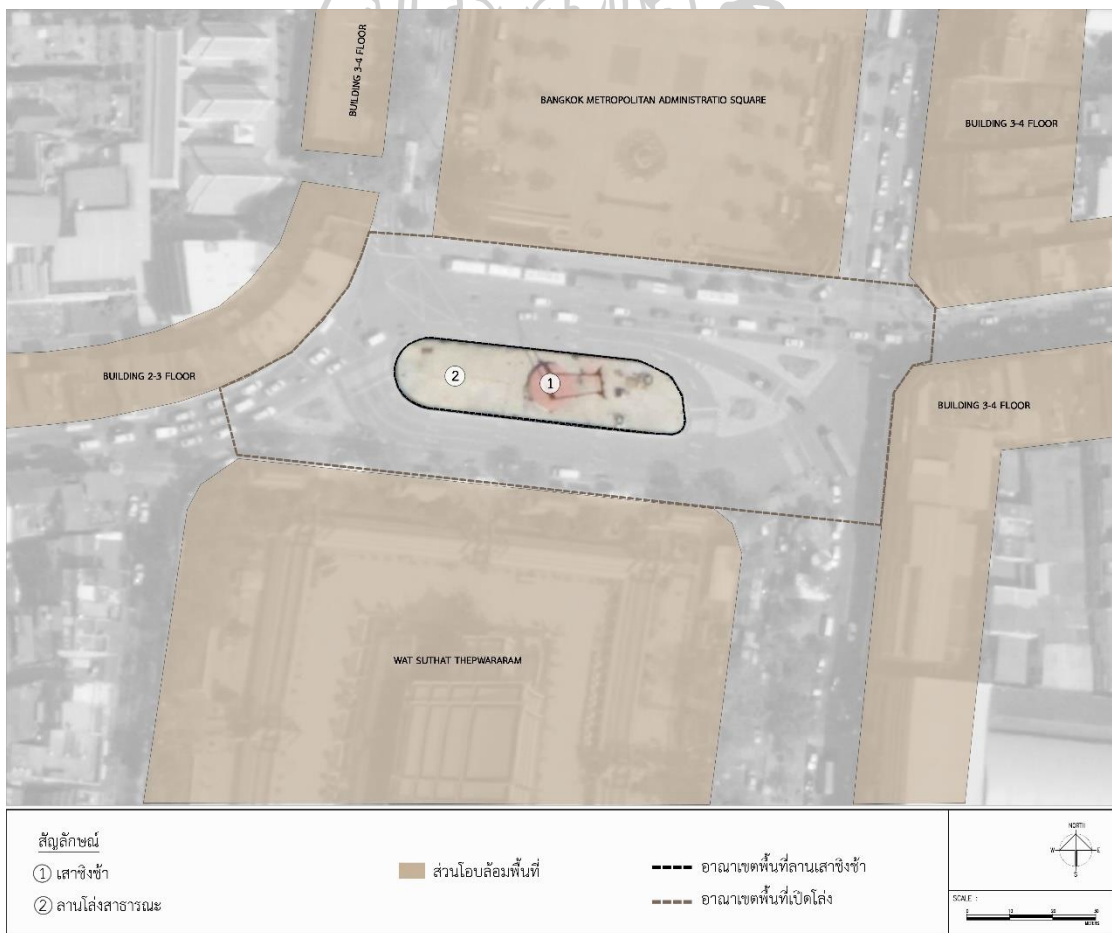 BUILDING 3-4 FLOOR
BANGKOK METROPOLITAN ADMINISTRATIO SQUARE
BUILDING 3-4 FLOOR
BUILDING 2-3 FLOOR
2
1
BUILDING 3-4 FLOOR
WAT SUTHAT THEPWARARAM
สัญลักษณ์
1 เสาชิงช้า
2 ลานโล่งสาธารณะ
ส่วนโอบล้อมพื้นที่
อาณาเขตพื้นที่ลานเสาชิงช้า
อาณาเขตพื้นที่เปิดโล่ง
NORTH
W E
S
SCALE :